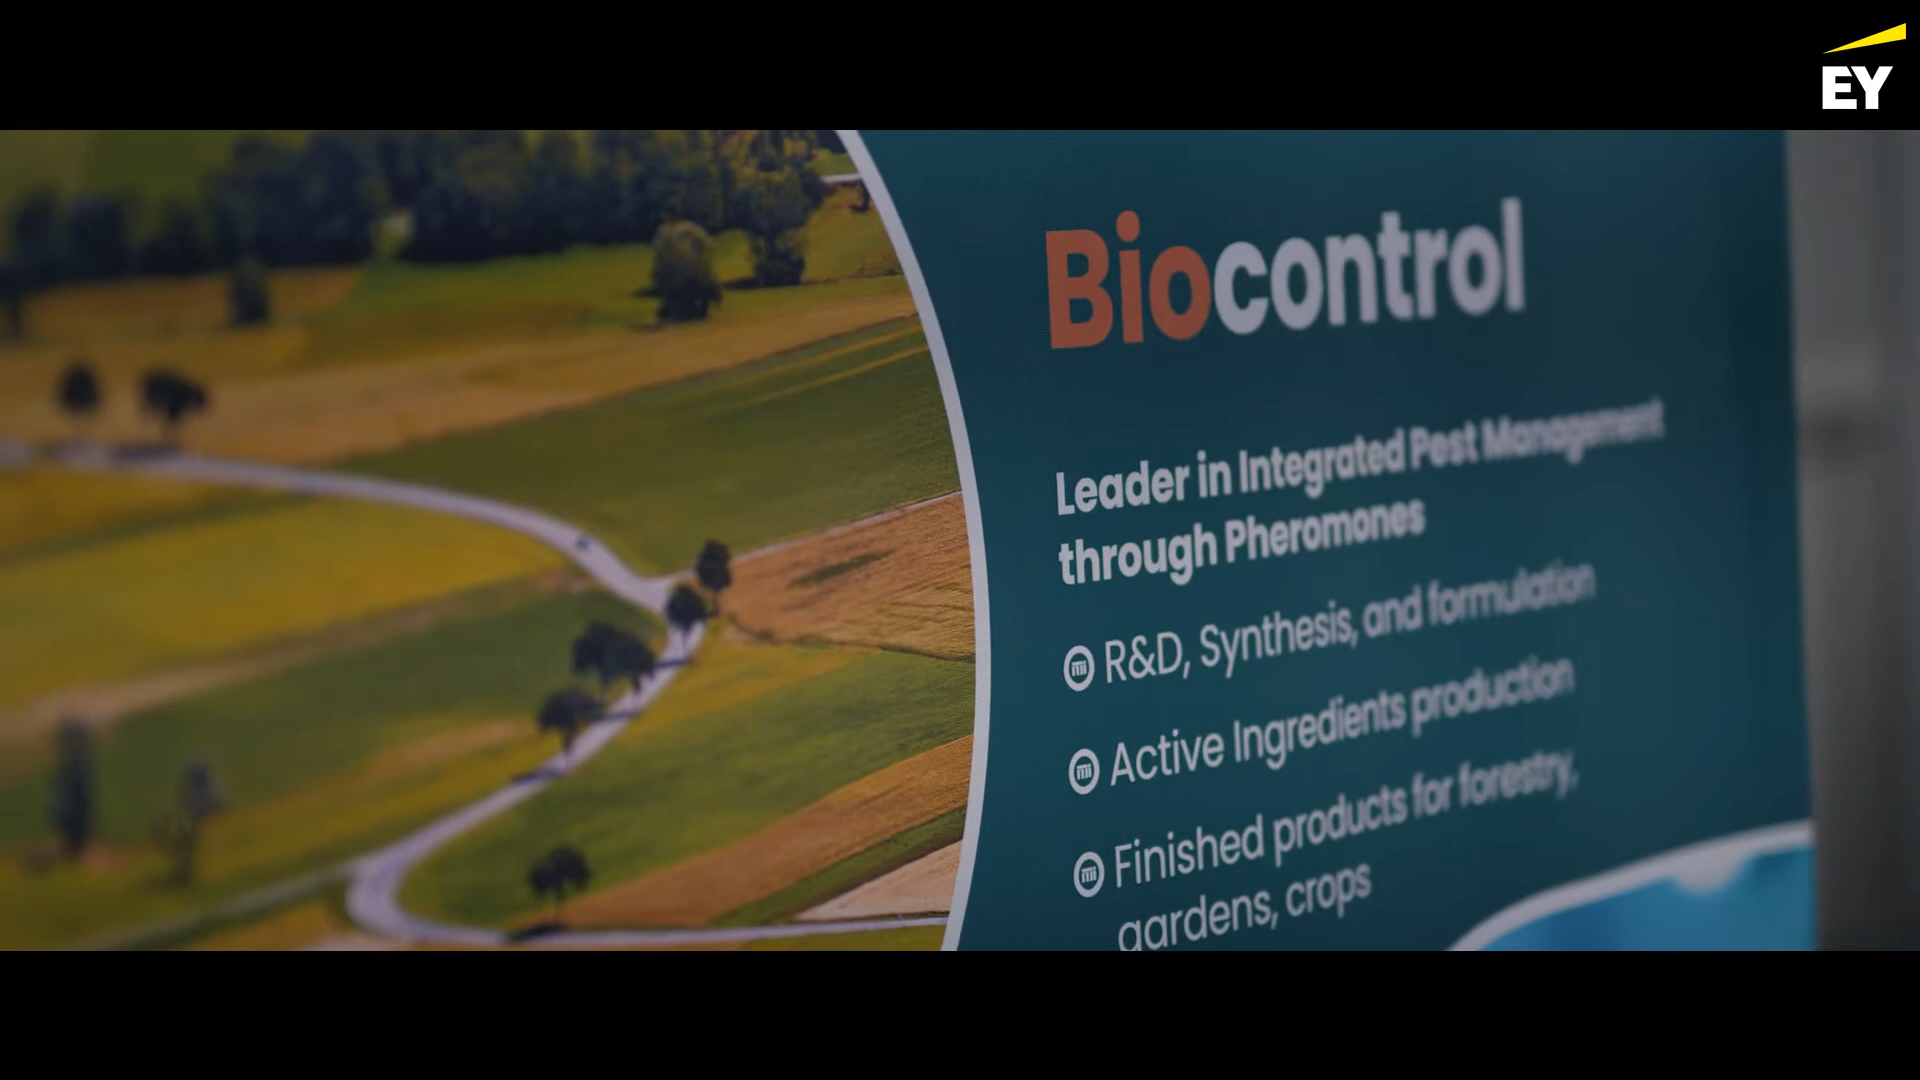 EY
Biocontrol
Leader in Integrated Pest Management
through Pheromones
R&D, Synthesis, and formulation
Active Ingredients production
Finished products for forestry,
gardens, crops